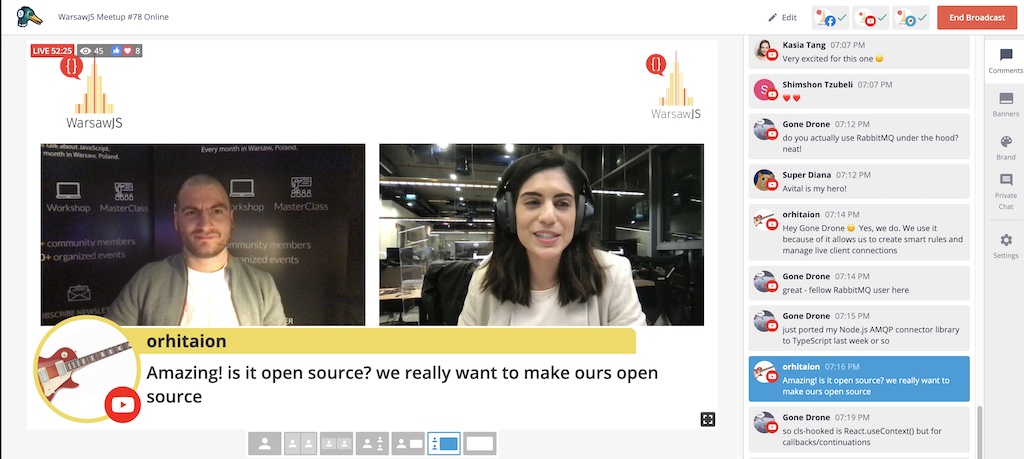 WarsawJS Meetup #78 Online
Edit
End Broadcast
LIVE 52:25
45
8
WarsawJS
WarsawJS
talk about JavaScript.
month in Warsaw, Poland.
Every month in Warsaw, Poland.
Workshop
MasterClass
orkshop
MasterClass
community members
organized events
ommunity members
organized events
SUBSCRIBE NEWSLET
ER
orhitaion
Amazing! is it open source? we really want to make ours open
source
Kasia Tang 07:07 PM
Very excited for this one 😊
Shimshon Tzubeli 07:07 PM
❤️❤️
Gone Drone 07:12 PM
do you actually use RabbitMQ under the hood?
neat!
Super Diana 07:12 PM
Avital is my hero!
orhitaion 07:14 PM
Hey Gone Drone 😊 Yes, we do. We use it
because of it allows us to create smart rules and
manage live client connections
Gone Drone 07:14 PM
great - fellow RabbitMQ user here
Gone Drone 07:15 PM
just ported my Node.js AMQP connector library
to TypeScript last week or so
orhitaion 07:16 PM
Amazing! is it open source? we really want to
make ours open source
Gone Drone 07:19 PM
so cls-hooked is React.useContext() but for
callbacks/continuations
Comments
Banners
Brand
Private
Chat
Settings